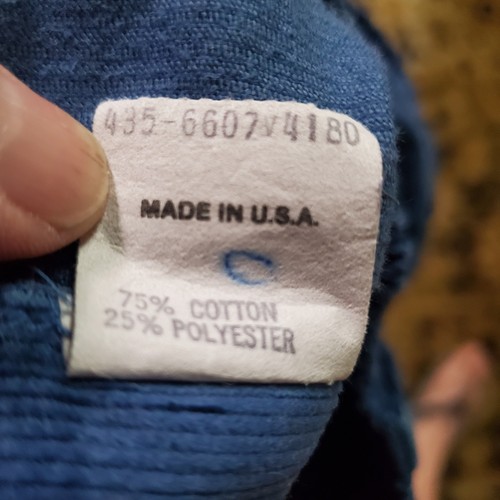 435-6607v4180
MADE IN U.S.A.
C
75% COTTON
25% POLYESTER